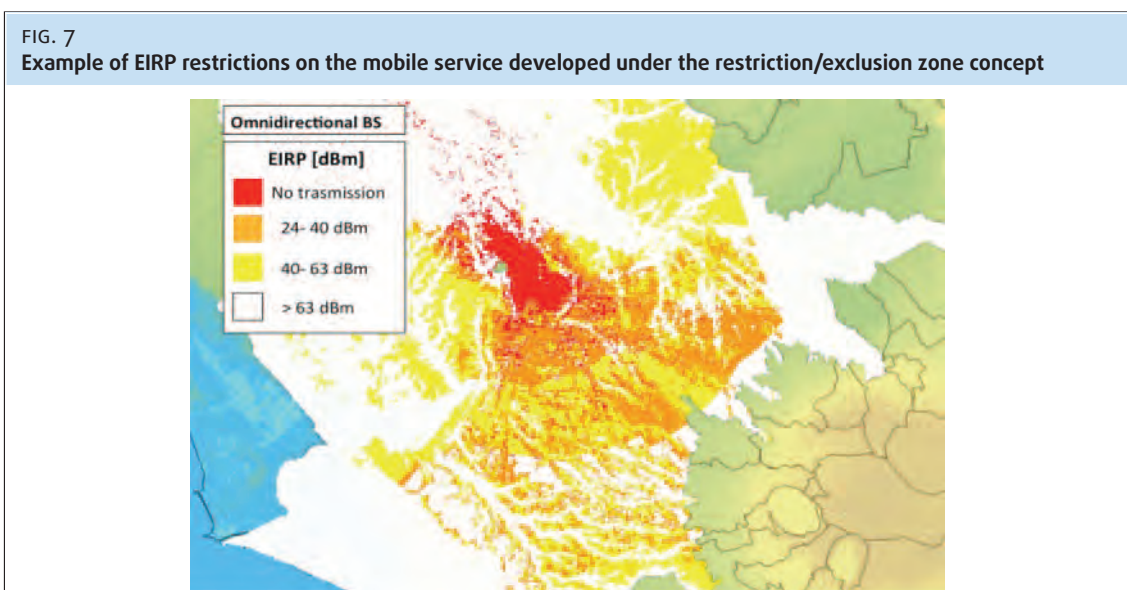 FIG. 7
Example of EIRP restrictions on the mobile service developed under the restriction/exclusion zone concept
Omnidirectional BS
EIRP [dBm]
No trasmission
24- 40 dBm
40- 63 dBm
> 63 dBm